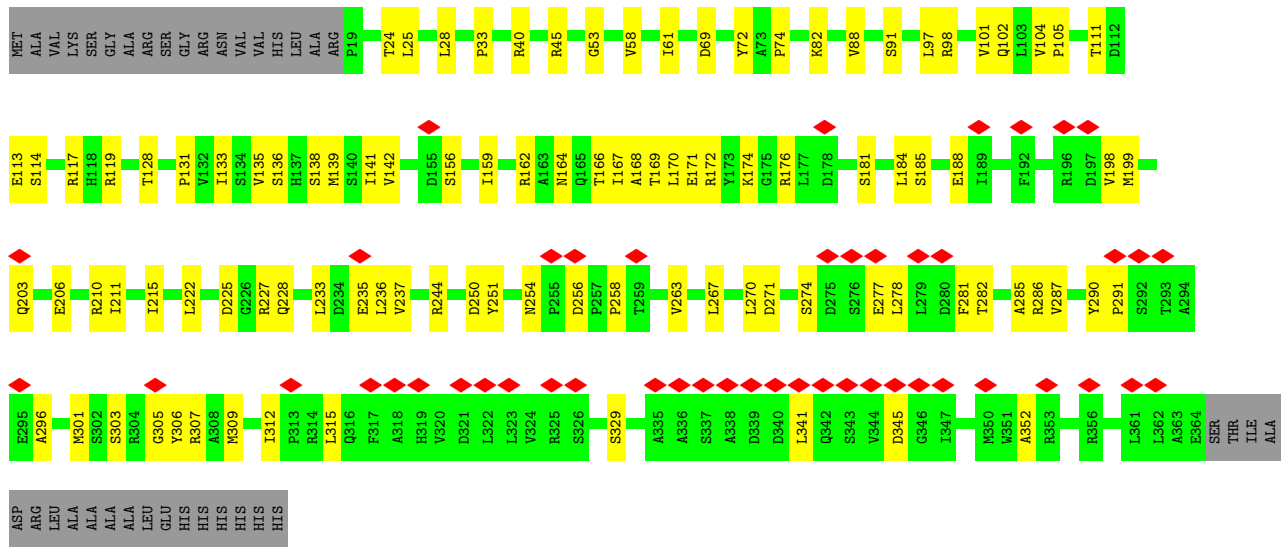 MET ALA VAL LYS SER GLY ALA ARG SER GLY ARG ASN VAL VAL HIS LEU ALA ARG P19 T24 L25 L28 P33 R40 R45 G53 V58 I61 D69 Y72 A73 P74 K82 V88 S91 L97 R98 V101 Q102 L103 V104 P105 T111 D112
E113 S114 R117 H118 R119 T128 P131 V132 I133 S134 V135 S136 H137 S138 M139 S140 I141 V142 D155 S156 I159 R162 A163 N164 Q165 T166 I167 A168 T169 L170 E171 R172 Y173 K174 G175 R176 L177 D178 S181 L184 S185 E188 I189 F192 R196 D197 V198 M199
Q203 E206 R210 I211 I215 L222 D225 G226 R227 Q228 L233 D234 E235 L236 V237 R244 D250 Y251 N254 P255 D256 P257 P258 T259 V263 L267 L270 D271 S274 D275 S276 E277 L278 L279 D280 F281 T282 A285 R286 V287 Y290 P291 S292 T293 A294
E295 A296 M301 S302 S303 R304 G305 Y306 R307 A308 M309 I312 P313 R314 L315 Q316 F317 A318 H319 V320 D321 L322 L323 V324 R325 S326 S329 A335 A336 S337 A338 D339 D340 L341 Q342 S343 V344 D345 G346 I347 M350 W351 A352 R353 R356 L361 L362 A363 E364 SER THR ILE ALA
ASP ARG LEU ALA ALA ALA ALA LEU GLU HIS HIS HIS HIS HIS HIS